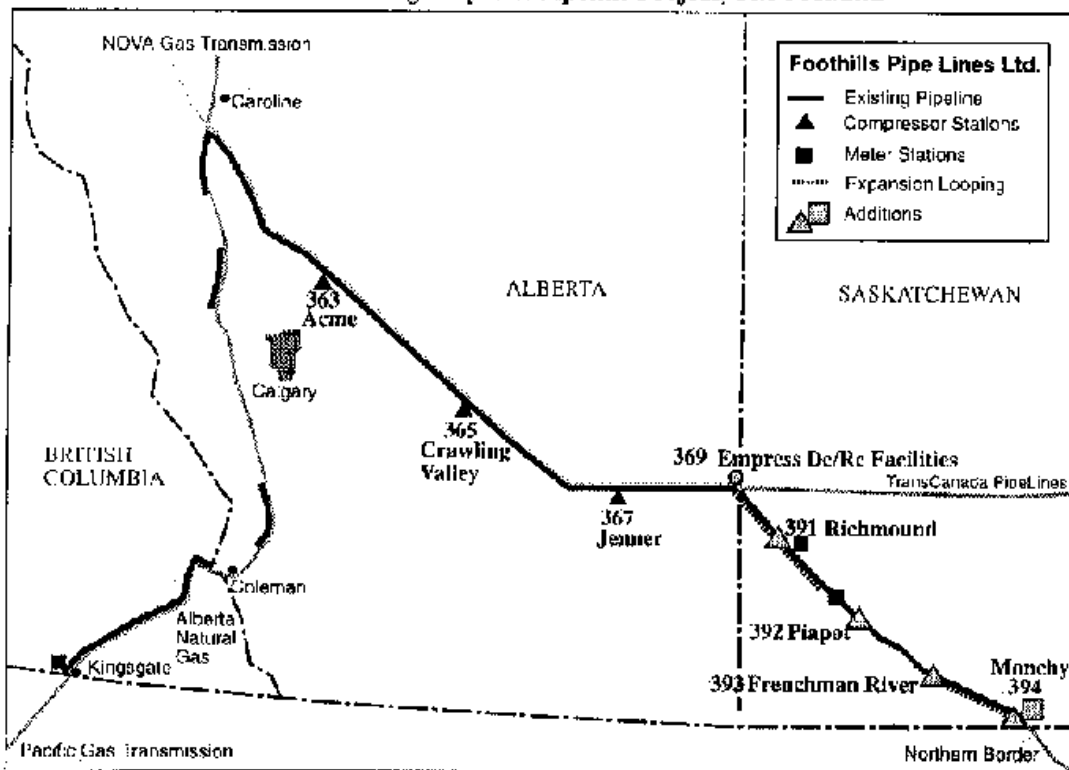 NOVA Gas Transmission
Caroline
Foothills Pipe Lines Ltd.
Existing Pipeline
Compressor Stations
Meter Stations
Expansion Looping
Additions
ALBERTA
SASKATCHEWAN
363
Acme
Calgary
365
Crawling
Valley
BRITISH
COLUMBIA
369 Empress De/Re Facilities
TransCanada PipeLines
367
Jenner
391 Richmound
Coleman
Alberta
Natural
Gas
392 Piapot
Kingsgate
Monchy
394
393 Frenchman River
Pacific Gas Transmission
Northern Border